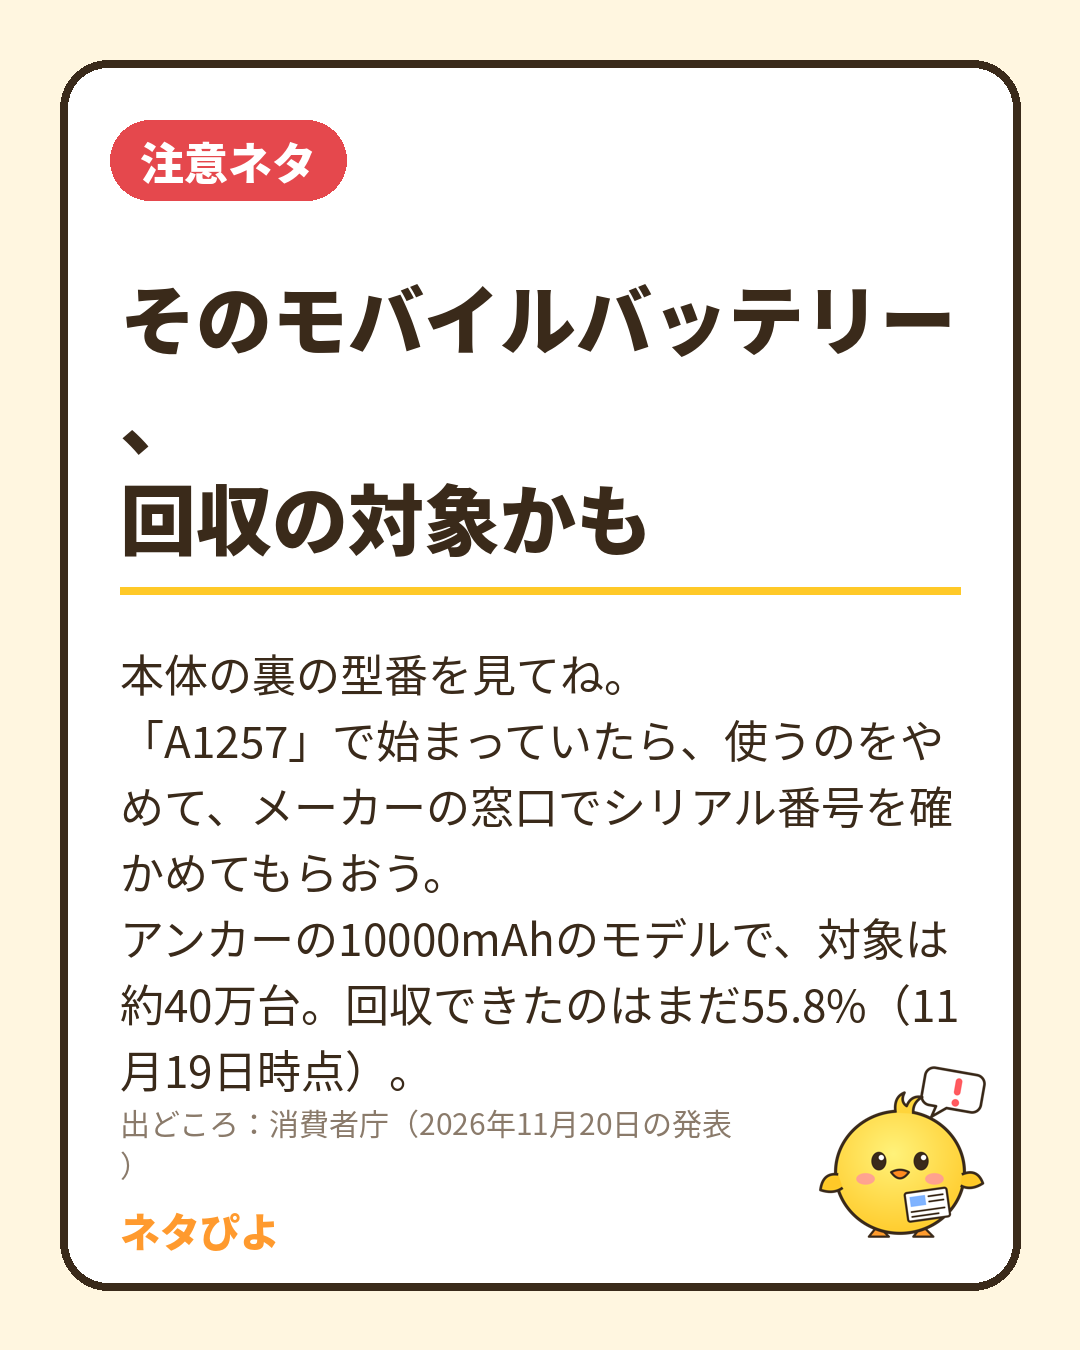 注意ネタ
そのモバイルバッテリー
、
回収の対象かも
本体の裏の型番を見てね。
「A1257」で始まっていたら、使うのをや
めて、メーカーの窓口でシリアル番号を確
かめてもらおう。
アンカーの10000mAhのモデルで、対象は
約40万台。回収できたのはまだ55.8%（11
月19日時点）。
出どころ：消費者庁（2026年11月20日の発表
）
ネタぴよ